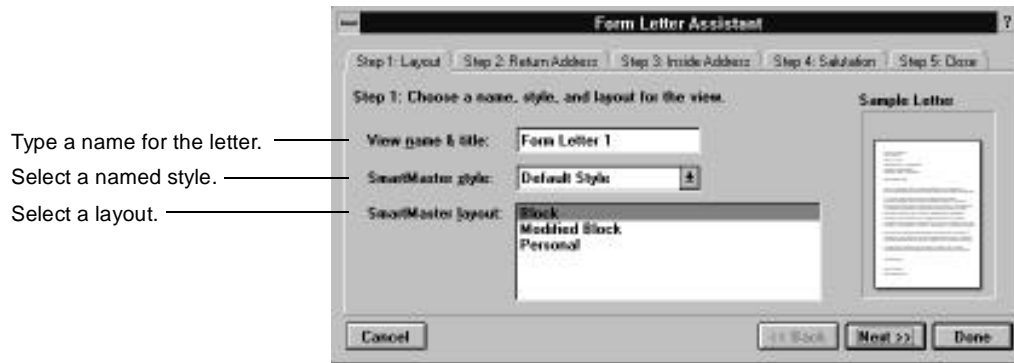 Form Letter Assistant ?
Step 1: Layout Step 2: Return Address Step 3: Inside Address Step 4: Salutation Step 5: Close
Step 1: Choose a name, style, and layout for the view.
Sample Letter
Type a name for the letter.
View name & title: Form Letter 1
Select a named style.
SmartMaster style: Default Style
Select a layout.
SmartMaster layout: Block
Modified Block
Personal
Cancel << Back Next >> Done